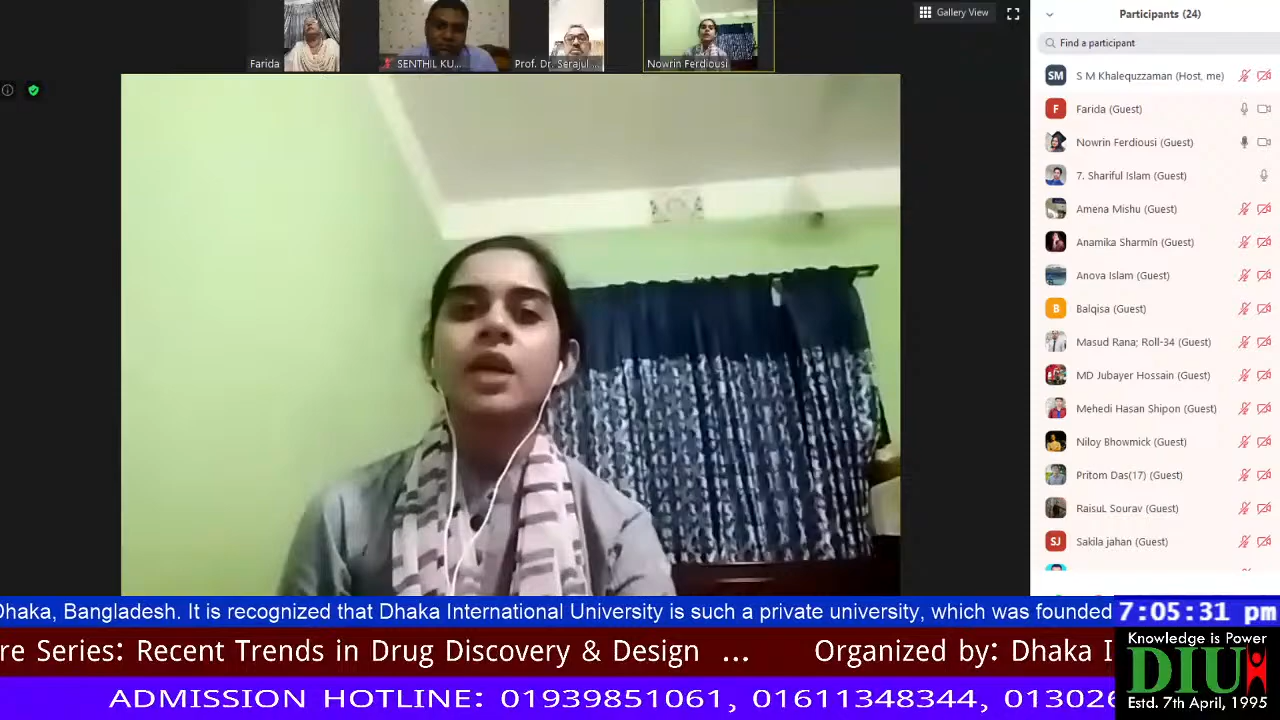 Gallery View
Participants (24)
Find a participant
Farida
SENTHIL KU...
Prof. Dr. Serajul ...
Nowrin Ferdiousi
SM
S M Khalequzzaman (Host, me)
F
Farida (Guest)
Nowrin Ferdiousi (Guest)
7. Shariful Islam (Guest)
Amena Mishu (Guest)
Anamika Sharmin (Guest)
Anova Islam (Guest)
B
Balqisa (Guest)
Masud Rana; Roll-34 (Guest)
MD Jubayer Hossain (Guest)
Mehedi Hasan Shipon (Guest)
Niloy Bhowmick (Guest)
Pritom Das(17) (Guest)
RaisuL Sourav (Guest)
SJ
Sakila jahan (Guest)
Dhaka, Bangladesh. It is recognized that Dhaka International University is such a private university, which was founded
7:05:31 pm
re Series: Recent Trends in Drug Discovery & Design ... Organized by: Dhaka I
Knowledge is Power
DIU
Estd. 7th April, 1995
ADMISSION HOTLINE: 01939851061, 01611348344, 013026